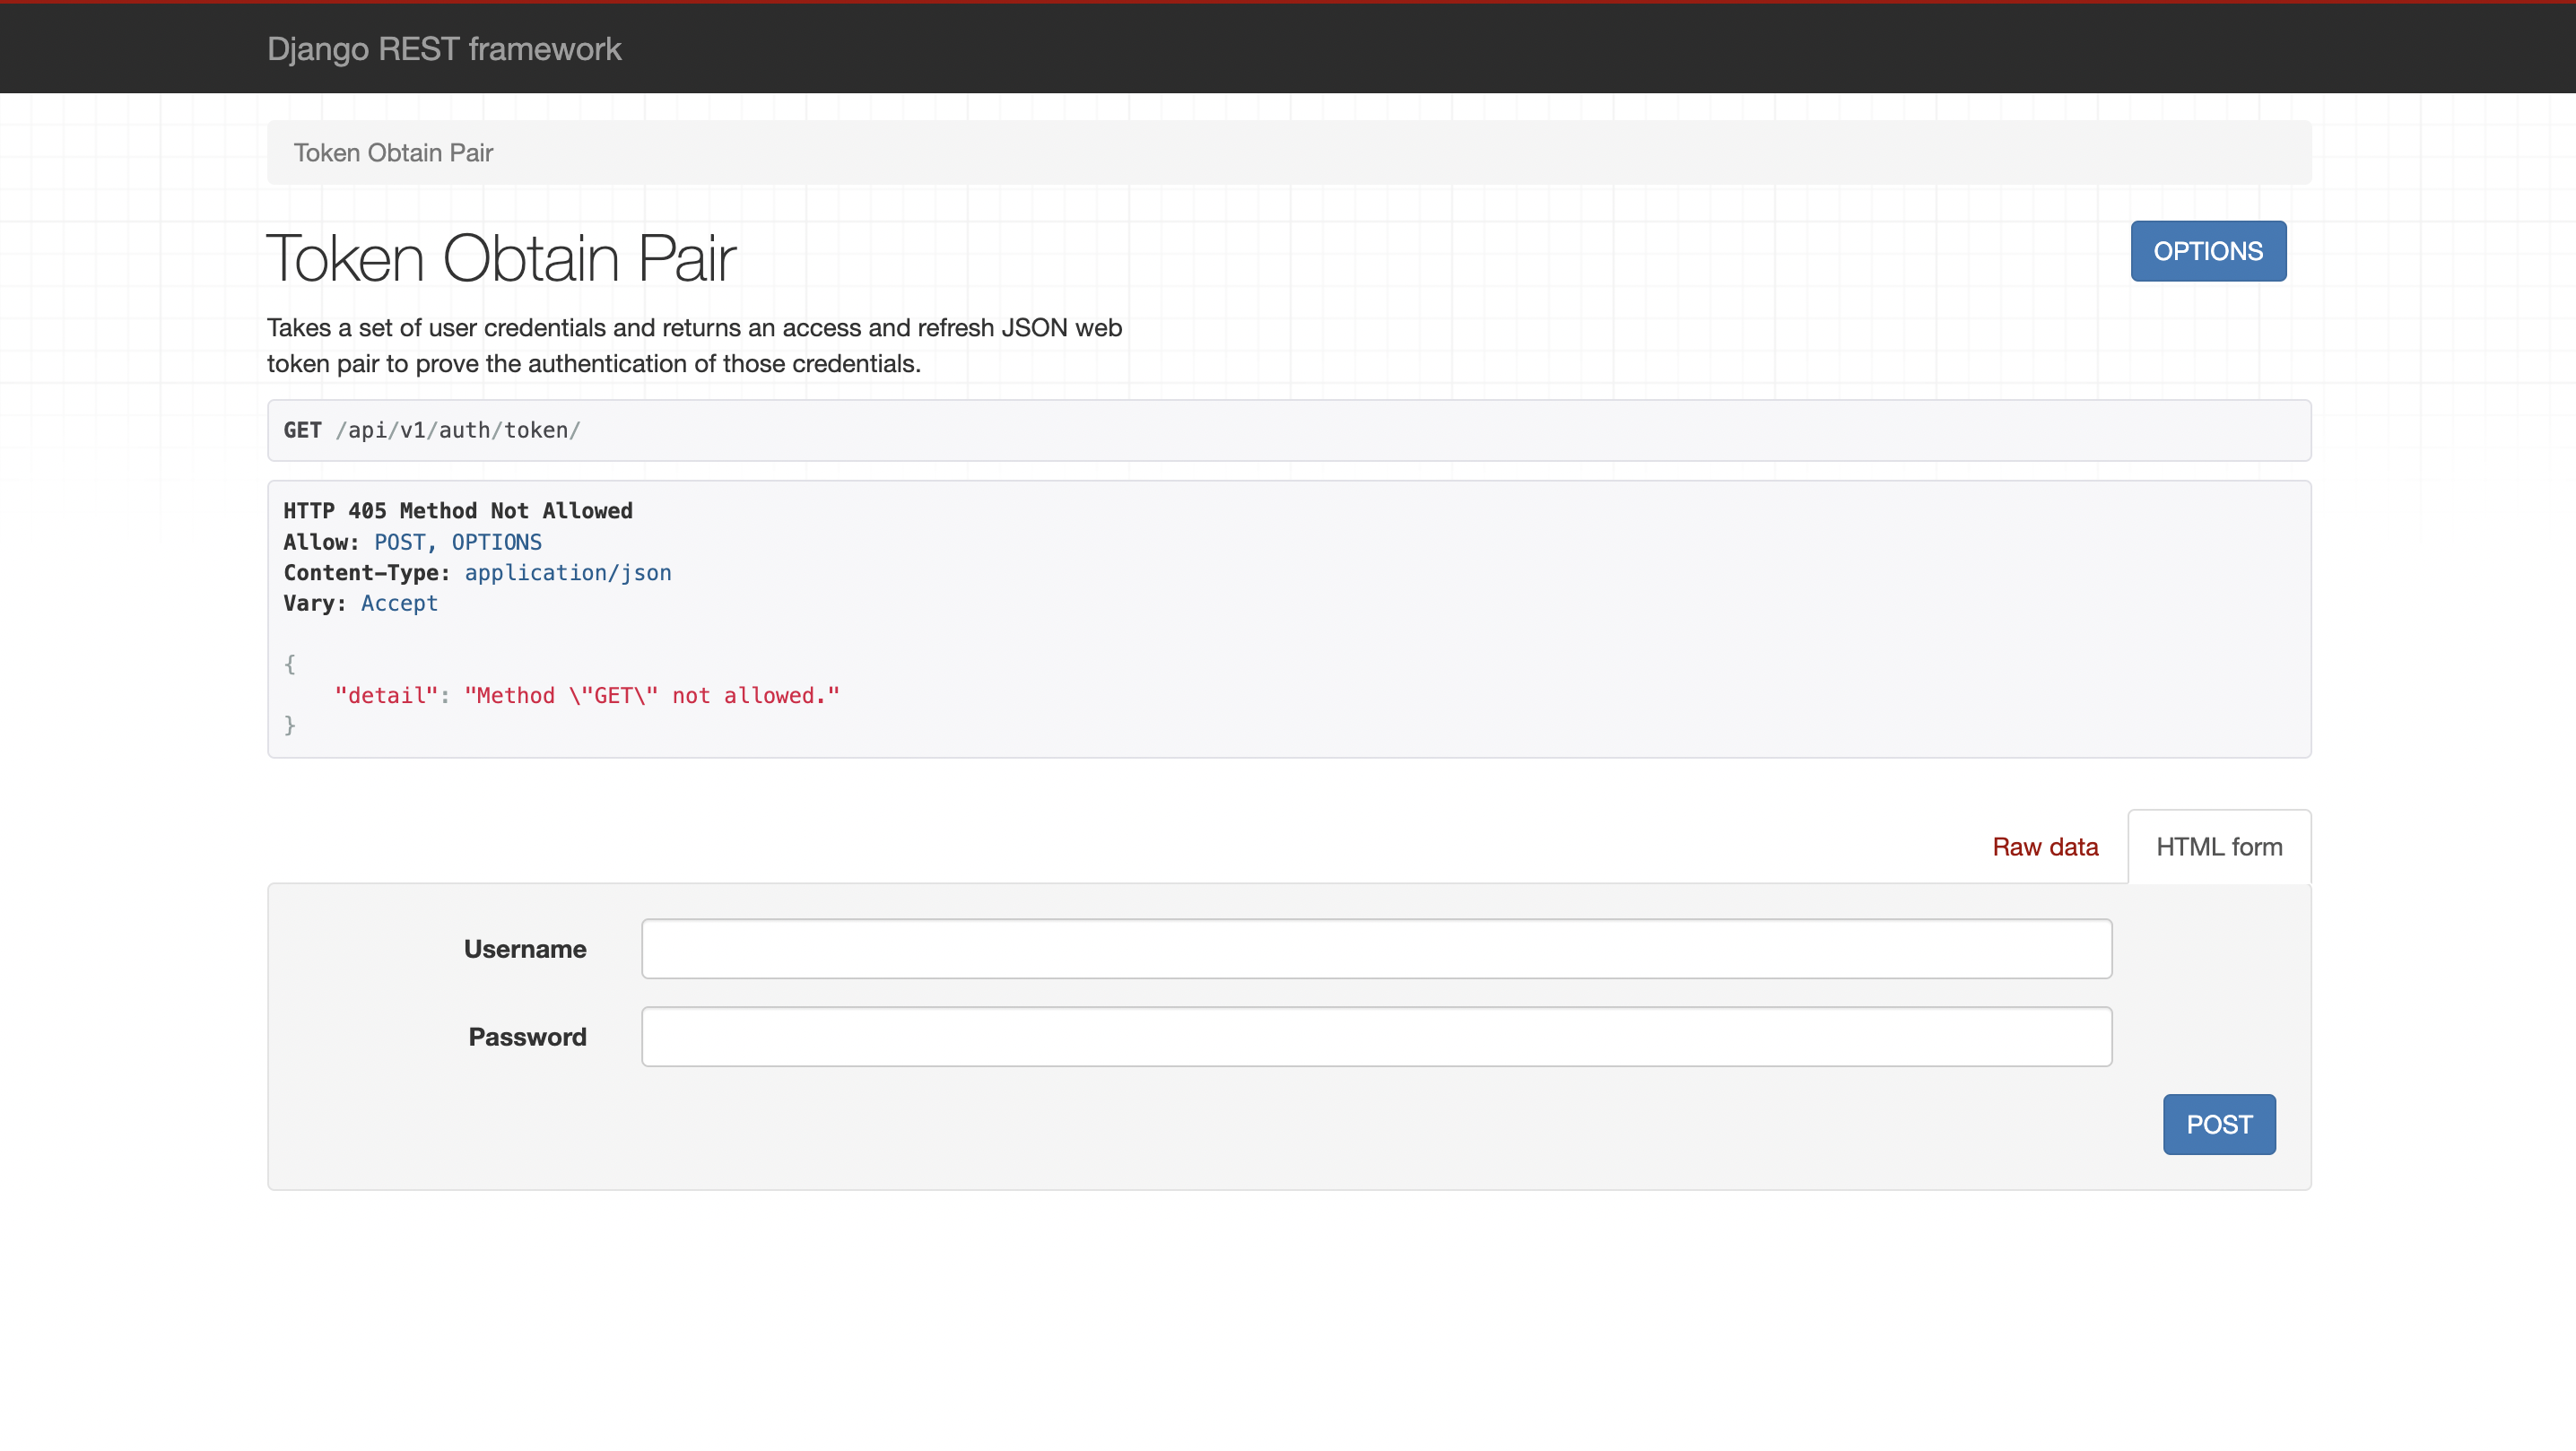 Django REST framework
Token Obtain Pair
Token Obtain Pair
OPTIONS
Takes a set of user credentials and returns an access and refresh JSON web
token pair to prove the authentication of those credentials.
GET /api/v1/auth/token/
HTTP 405 Method Not Allowed
Allow: POST, OPTIONS
Content-Type: application/json
Vary: Accept
{
    "detail": "Method \"GET\" not allowed."
}
Raw data
HTML form
Username
Password
POST